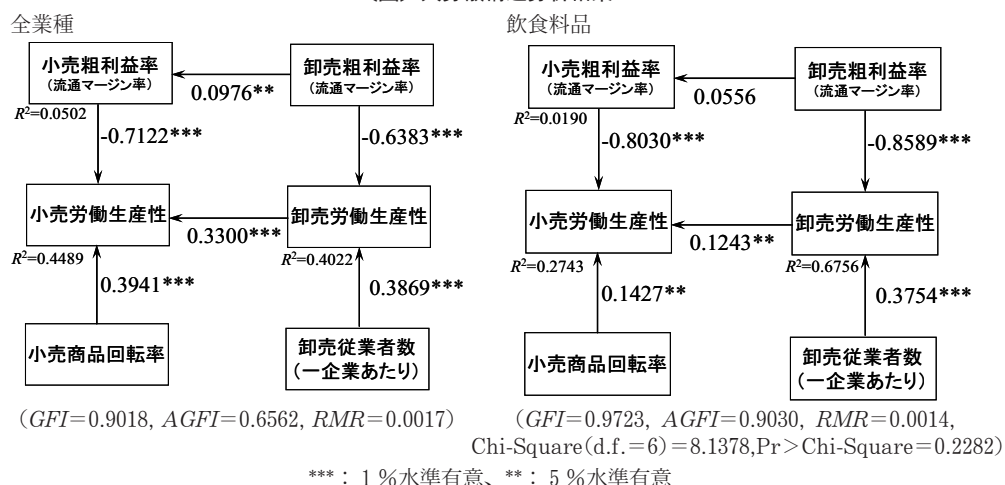 全業種
小売粗利益率
(流通マージン率)
卸売粗利益率
(流通マージン率)
0.0976**
R²=0.0502
-0.7122***
-0.6383***
小売労働生産性
卸売労働生産性
0.3300***
R²=0.4489
R²=0.4022
0.3941***
0.3869***
小売商品回転率
卸売従業者数
(一企業あたり)
(GFI=0.9018, AGFI=0.6562, RMR=0.0017)
飲食料品
小売粗利益率
(流通マージン率)
卸売粗利益率
(流通マージン率)
0.0556
R²=0.0190
-0.8030***
-0.8589***
小売労働生産性
卸売労働生産性
0.1243**
R²=0.2743
R²=0.6756
0.1427**
0.3754***
小売商品回転率
卸売従業者数
(一企業あたり)
(GFI=0.9723, AGFI=0.9030, RMR=0.0014,
Chi-Square(d.f.=6)=8.1378,Pr>Chi-Square=0.2282)
***：1％水準有意、**：5％水準有意